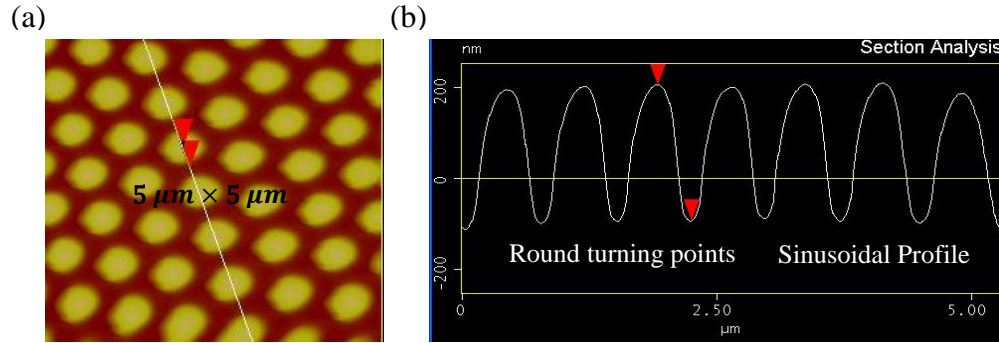 (a)
(b)
5 μm × 5 μm
nm
Section Analysis
200
0
-200
Round turning points
Sinusoidal Profile
0
2.50
5.00
μm